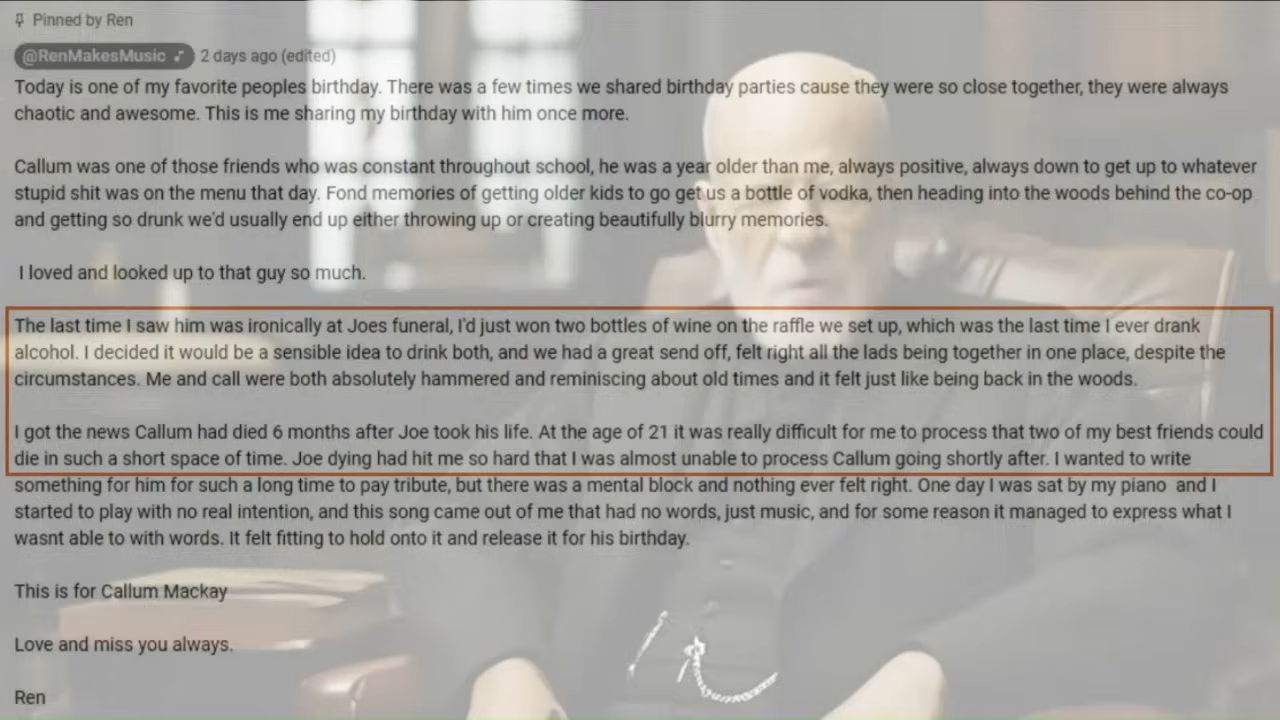 Pinned by Ren
@RenMakesMusic 2 days ago (edited)
Today is one of my favorite peoples birthday. There was a few times we shared birthday parties cause they were so close together, they were always
chaotic and awesome. This is me sharing my birthday with him once more.
Callum was one of those friends who was constant throughout school, he was a year older than me, always positive, always down to get up to whatever
stupid shit was on the menu that day. Fond memories of getting older kids to go get us a bottle of vodka, then heading into the woods behind the co-op
and getting so drunk we'd usually end up either throwing up or creating beautifully blurry memories.
I loved and looked up to that guy so much.
The last time I saw him was ironically at Joes funeral, I'd just won two bottles of wine on the raffle we set up, which was the last time I ever drank
alcohol. I decided it would be a sensible idea to drink both, and we had a great send off, felt right all the lads being together in one place, despite the
circumstances. Me and call were both absolutely hammered and reminiscing about old times and it felt just like being back in the woods.
I got the news Callum had died 6 months after Joe took his life. At the age of 21 it was really difficult for me to process that two of my best friends could
die in such a short space of time. Joe dying had hit me so hard that I was almost unable to process Callum going shortly after. I wanted to write
something for him for such a long time to pay tribute, but there was a mental block and nothing ever felt right. One day I was sat by my piano and I
started to play with no real intention, and this song came out of me that had no words, just music, and for some reason it managed to express what I
wasnt able to with words. It felt fitting to hold onto it and release it for his birthday.
This is for Callum Mackay
Love and miss you always.
Ren